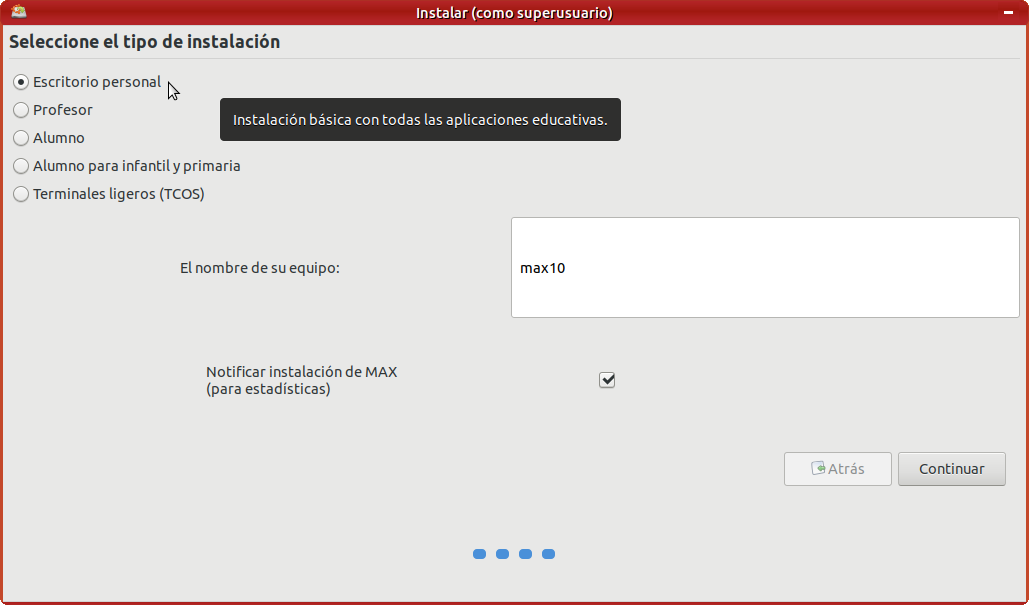 Instalar (como superusuario)
Seleccione el tipo de instalación
Escritorio personal
Profesor
Instalación básica con todas las aplicaciones educativas.
Alumno
Alumno para infantil y primaria
Terminales ligeros (TCOS)
El nombre de su equipo:
max10
Notificar instalación de MAX
(para estadísticas)
Atrás
Continuar